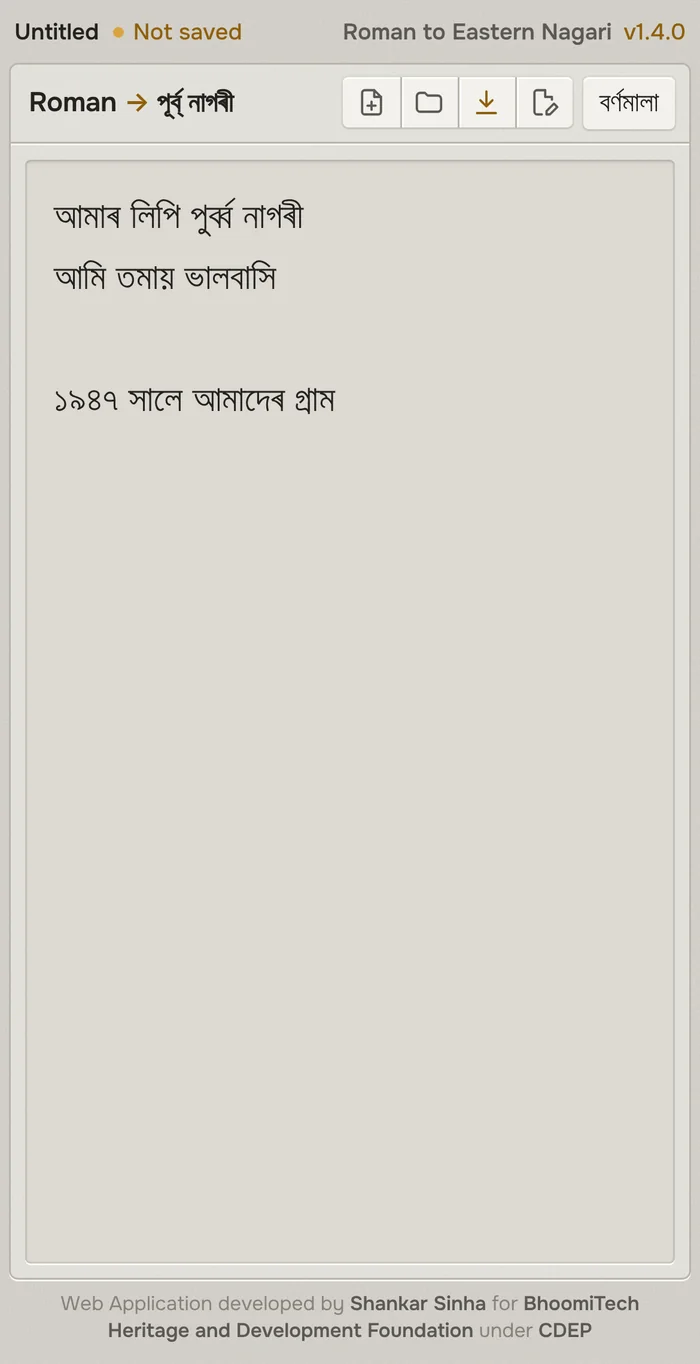 Untitled ● Not saved Roman to Eastern Nagari v1.4.0
Roman → পূৰ্ব্ নাগৰী বর্ণমালা
আমাৰ লিপি পুৰ্ব্ব নাগৰী
আমি তমায় ভালবাসি
১৯৪৭ সালে আমাদেৰ গ্ৰাম
Web Application developed by Shankar Sinha for BhoomiTech
Heritage and Development Foundation under CDEP